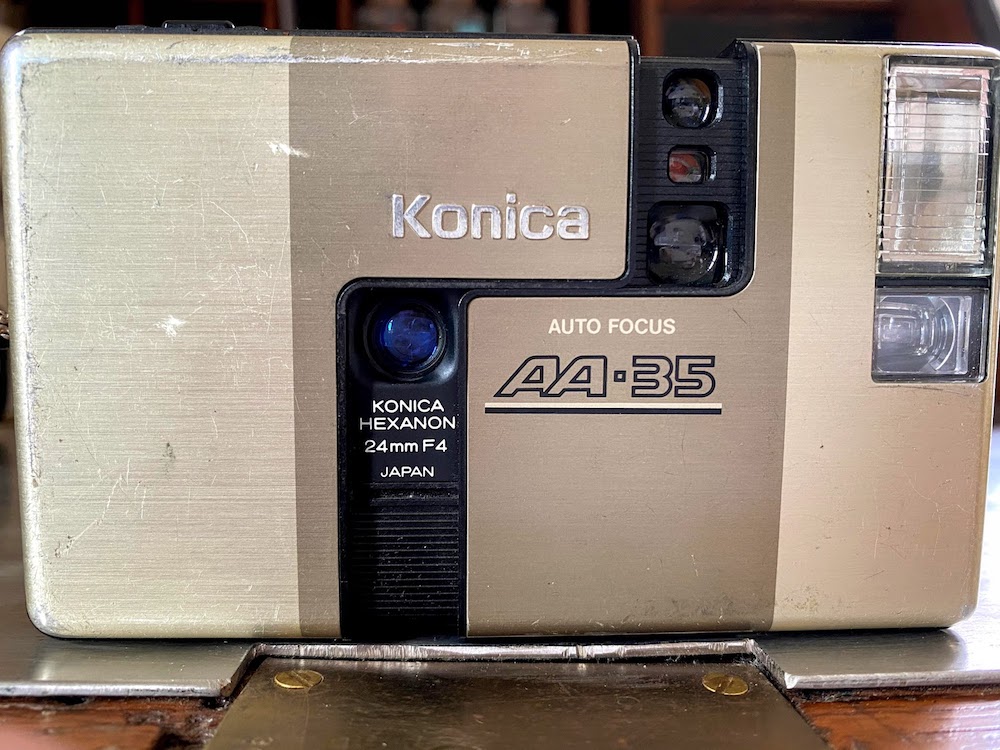 Konica
AUTO FOCUS
AA-35
KONICA
HEXANON
24mm F4
JAPAN